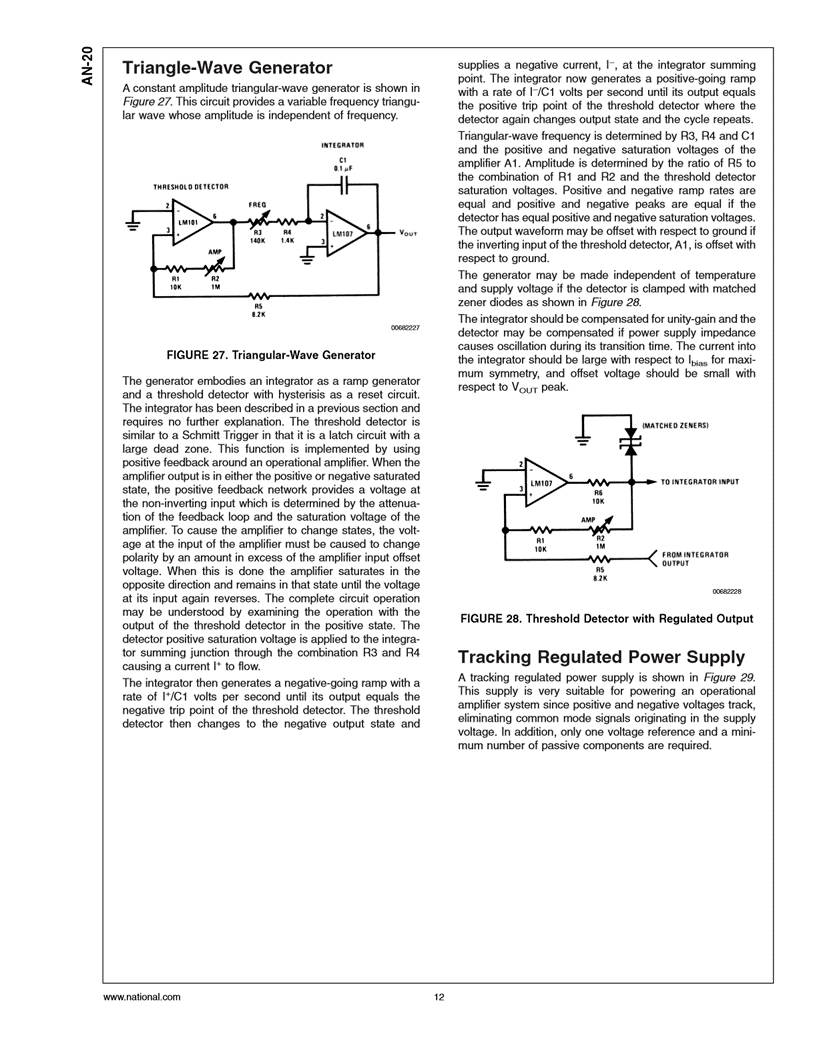 AN-20
Triangle-Wave Generator
A constant amplitude triangular-wave generator is shown in
Figure 27. This circuit provides a variable frequency triangu-
lar wave whose amplitude is independent of frequency.
INTEGRATOR
C1
0.1 μF
THRESHOLD DETECTOR
FREQ
2
-
6
LM101
3
+
R3
140K
R4
1.4K
2
-
6
LM107
3
+
VOUT
AMP
R1
10K
R2
1M
R5
8.2K
00682227
FIGURE 27. Triangular-Wave Generator
The generator embodies an integrator as a ramp generator
and a threshold detector with hysterisis as a reset circuit.
The integrator has been described in a previous section and
requires no further explanation. The threshold detector is
similar to a Schmitt Trigger in that it is a latch circuit with a
large dead zone. This function is implemented by using
positive feedback around an operational amplifier. When the
amplifier output is in either the positive or negative saturated
state, the positive feedback network provides a voltage at
the non-inverting input which is determined by the attenua-
tion of the feedback loop and the saturation voltage of the
amplifier. To cause the amplifier to change states, the volt-
age at the input of the amplifier must be caused to change
polarity by an amount in excess of the amplifier input offset
voltage. When this is done the amplifier saturates in the
opposite direction and remains in that state until the voltage
at its input again reverses. The complete circuit operation
may be understood by examining the operation with the
output of the threshold detector in the positive state. The
detector positive saturation voltage is applied to the integra-
tor summing junction through the combination R3 and R4
causing a current I+ to flow.
The integrator then generates a negative-going ramp with a
rate of I+/C1 volts per second until its output equals the
negative trip point of the threshold detector. The threshold
detector then changes to the negative output state and
supplies a negative current, I−, at the integrator summing
point. The integrator now generates a positive-going ramp
with a rate of I−/C1 volts per second until its output equals
the positive trip point of the threshold detector where the
detector again changes output state and the cycle repeats.
Triangular-wave frequency is determined by R3, R4 and C1
and the positive and negative saturation voltages of the
amplifier A1. Amplitude is determined by the ratio of R5 to
the combination of R1 and R2 and the threshold detector
saturation voltages. Positive and negative ramp rates are
equal and positive and negative peaks are equal if the
detector has equal positive and negative saturation voltages.
The output waveform may be offset with respect to ground if
the inverting input of the threshold detector, A1, is offset with
respect to ground.
The generator may be made independent of temperature
and supply voltage if the detector is clamped with matched
zener diodes as shown in Figure 28.
The integrator should be compensated for unity-gain and the
detector may be compensated if power supply impedance
causes oscillation during its transition time. The current into
the integrator should be large with respect to Ibias for maxi-
mum symmetry, and offset voltage should be small with
respect to VOUT peak.
(MATCHED ZENERS)
2
-
6
LM107
3
+
R6
10K
TO INTEGRATOR INPUT
AMP
R1
10K
R2
1M
FROM INTEGRATOR
OUTPUT
R5
8.2K
00682228
FIGURE 28. Threshold Detector with Regulated Output
Tracking Regulated Power Supply
A tracking regulated power supply is shown in Figure 29.
This supply is very suitable for powering an operational
amplifier system since positive and negative voltages track,
eliminating common mode signals originating in the supply
voltage. In addition, only one voltage reference and a mini-
mum number of passive components are required.
www.national.com
12